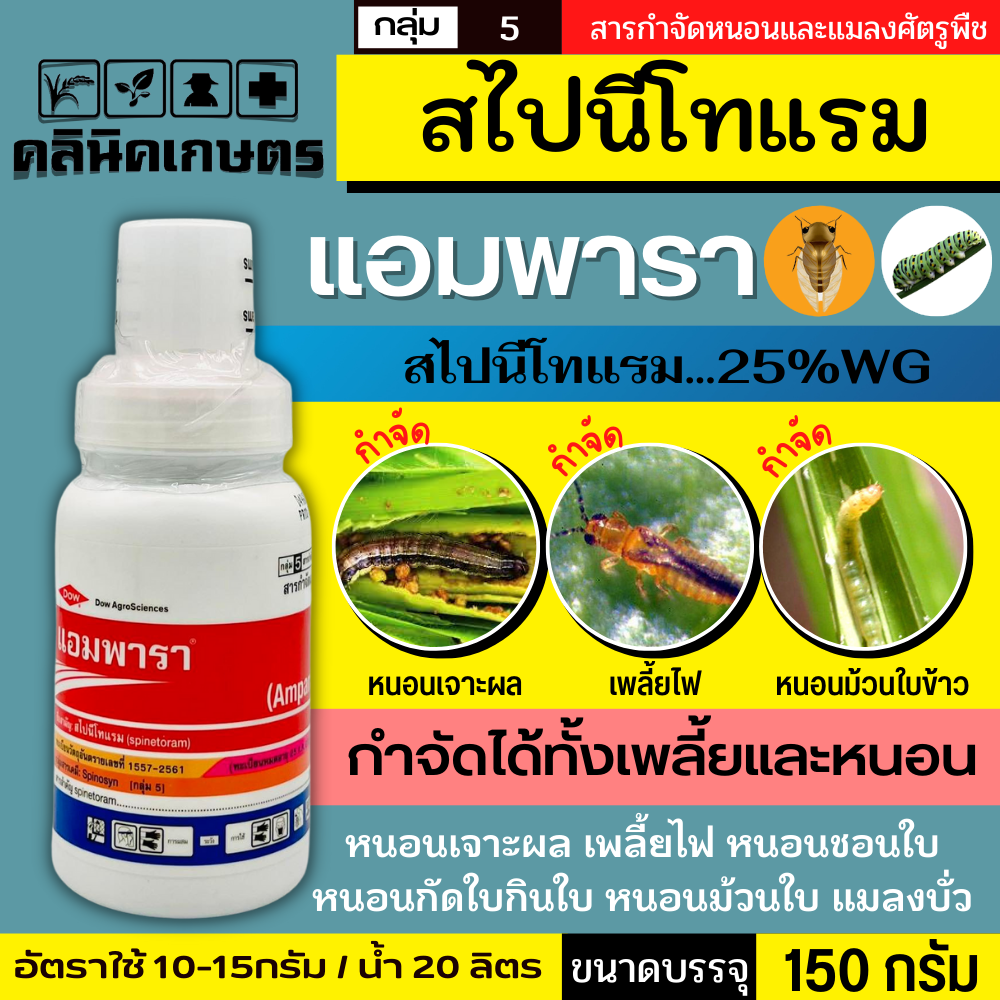 กลุ่ม 5 สารกำจัดหนอนและแมลงศัตรูพืช
คลินิคเกษตร
สไปนีโทแรม
แอมพารา
สไปนีโทแรม...25%WG
กำจัด กำจัด กำจัด
หนอนเจาะผล เพลี้ยไฟ หนอนม้วนใบข้าว
กำจัดได้ทั้งเพลี้ยและหนอน
หนอนเจาะผล เพลี้ยไฟ หนอนชอนใบ
หนอนกัดใบกินใบ หนอนม้วนใบ แมลงบั่ว
อัตราใช้ 10-15กรัม / น้ำ 20 ลิตร ขนาดบรรจุ 150 กรัม
กลุ่ม 5
สารกำจัด
Dow
Dow AgroSciences
แอมพารา
(Ampa
สไปนีโทแรม (spinetoram)
1557-2561
Spinosyn (กลุ่ม 5)
spinetoram